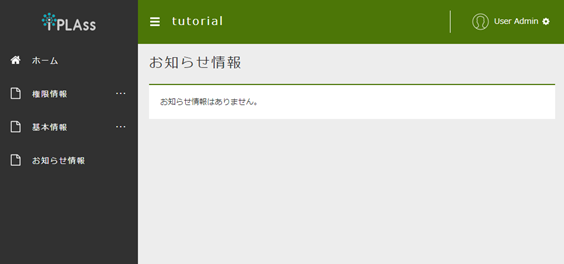 iPLAss
tutorial
User Admin
ホーム
権限情報 ...
基本情報 ...
お知らせ情報
お知らせ情報
お知らせ情報はありません。